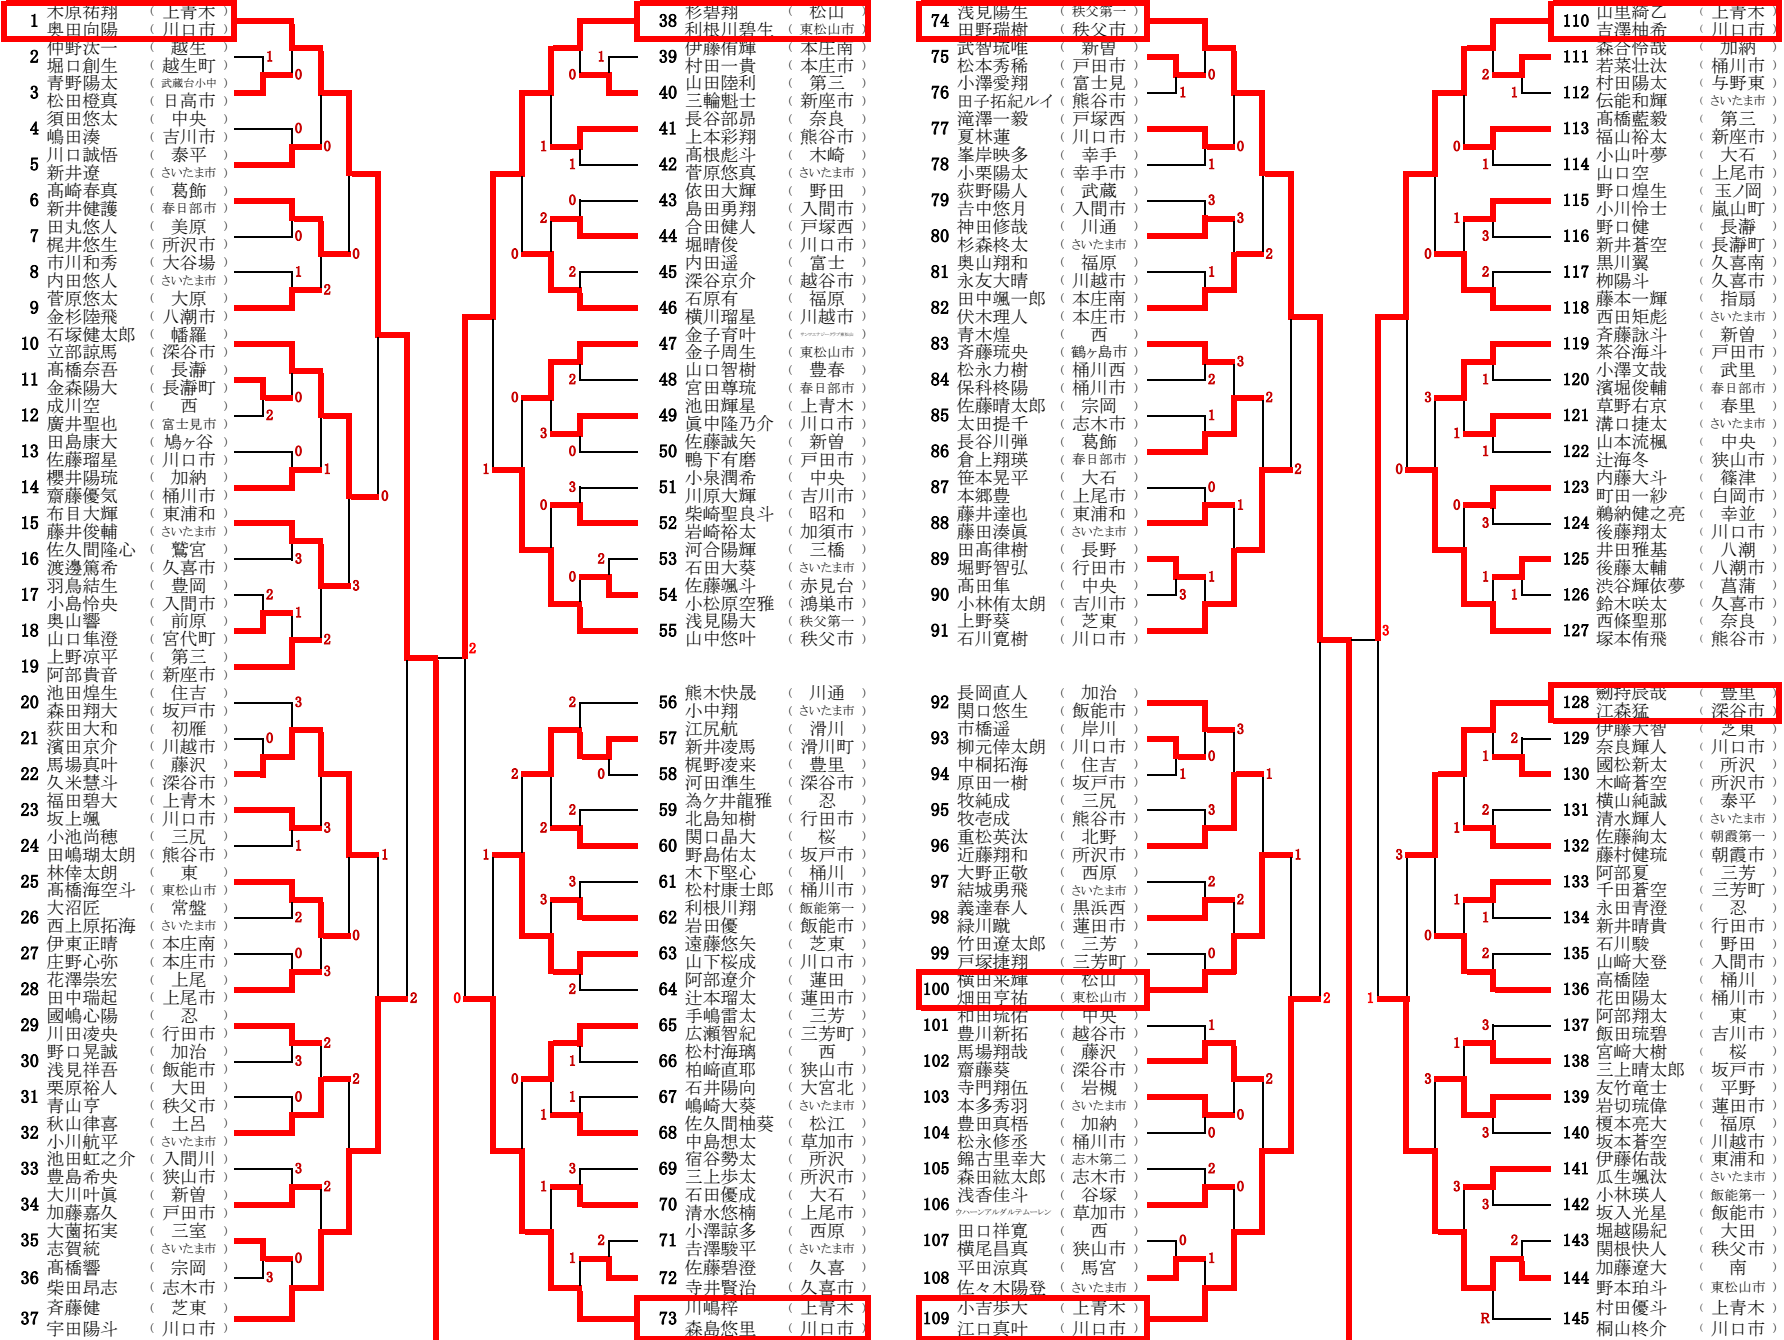 1 木原祐翔 ( 上青木 )
奥田向陽 ( 川口市 )
2 仲野汰一 ( 越生 )
堀口創生 ( 越生町 )
3 青野陽太 ( 武蔵台小中 )
松田橙真 ( 日高市 )
4 須田悠太 ( 中央 )
嶋田湊 ( 吉川市 )
5 川口誠悟 ( 泰平 )
新井遼 ( さいたま市 )
6 髙崎春真 ( 葛飾 )
新井健護 ( 春日部市 )
7 田丸悠人 ( 美原 )
梶井悠生 ( 所沢市 )
8 市川和秀 ( 大谷場 )
内田悠人 ( さいたま市 )
9 菅原悠太 ( 大原 )
金杉陸飛 ( 八潮市 )
10 石塚健太郎 ( 幡羅 )
立部諒馬 ( 深谷市 )
11 髙橋奈吾 ( 長瀞 )
金森陽大 ( 長瀞町 )
12 成川空 ( 西 )
廣井聖也 ( 富士見市 )
13 田島康大 ( 鳩ヶ谷 )
佐藤瑠星 ( 川口市 )
14 櫻井陽琉 ( 加納 )
齋藤優気 ( 桶川市 )
15 布目大輝 ( 東浦和 )
藤井俊輔 ( さいたま市 )
16 佐久間隆心 ( 鷲宮 )
渡邊篤希 ( 久喜市 )
17 羽鳥結生 ( 豊岡 )
小島怜央 ( 入間市 )
18 奥山響 ( 前原 )
山口隼澄 ( 宮代町 )
19 上野凉平 ( 第三 )
阿部貴音 ( 新座市 )
20 池田煌生 ( 住吉 )
森田翔大 ( 坂戸市 )
21 荻田大和 ( 初雁 )
濱田京介 ( 川越市 )
22 馬場真叶 ( 藤沢 )
久米慧斗 ( 深谷市 )
23 福田碧大 ( 上青木 )
坂上颯 ( 川口市 )
24 小池尚穂 ( 三尻 )
田嶋瑚太朗 ( 熊谷市 )
25 林倖太朗 ( 東 )
髙橋海空斗 ( 東松山市 )
26 大沼匠 ( 常盤 )
西上原拓海 ( さいたま市 )
27 伊東正晴 ( 本庄南 )
庄野心弥 ( 本庄市 )
28 花澤崇宏 ( 上尾 )
田中瑞起 ( 上尾市 )
29 國嶋心陽 ( 忍 )
川田凌央 ( 行田市 )
30 野口晃誠 ( 加治 )
浅見祥吾 ( 飯能市 )
31 栗原裕人 ( 大田 )
青山亨 ( 秩父市 )
32 秋山律喜 ( 土呂 )
小川航平 ( さいたま市 )
33 池田虹之介 ( 入間川 )
豊島希央 ( 狭山市 )
34 大川叶眞 ( 新曽 )
加藤嘉久 ( 戸田市 )
35 大薗拓実 ( 三室 )
志賀統 ( さいたま市 )
36 髙橋響 ( 宗岡 )
柴田昂志 ( 志木市 )
37 斉藤健 ( 芝東 )
宇田陽斗 ( 川口市 )
38 杉碧翔 ( 松山 )
利根川碧生 ( 東松山市 )
39 伊藤侑輝 ( 本庄南 )
村田一貴 ( 本庄市 )
40 山田陸利 ( 第三 )
三輪魁士 ( 新座市 )
41 長谷部昴 ( 奈良 )
上本彩翔 ( 熊谷市 )
42 髙根彪斗 ( 木崎 )
菅原悠真 ( さいたま市 )
43 依田大輝 ( 野田 )
島田勇翔 ( 入間市 )
44 合田健人 ( 戸塚西 )
堀晴俊 ( 川口市 )
45 内田遥 ( 富士 )
深谷京介 ( 越谷市 )
46 石原有 ( 福原 )
横川瑠星 ( 川越市 )
47 金子育叶
金子周生 ( 東松山市 )
48 山口智樹 ( 豊春 )
宮田尊琉 ( 春日部市 )
49 池田輝星 ( 上青木 )
眞中隆乃介 ( 川口市 )
50 佐藤誠矢 ( 新曽 )
鴨下有磨 ( 戸田市 )
51 小泉潤希 ( 中央 )
川原大輝 ( 吉川市 )
52 柴崎聖良斗 ( 昭和 )
岩崎裕太 ( 加須市 )
53 河合陽輝 ( 三橋 )
石田大葵 ( さいたま市 )
54 佐藤颯斗 ( 赤見台 )
小松原空雅 ( 鴻巣市 )
55 浅見陽大 ( 秩父第一 )
山中悠叶 ( 秩父市 )
56 熊木快晟 ( 川通 )
小中翔 ( さいたま市 )
57 江尻航 ( 滑川 )
新井凌馬 ( 滑川町 )
58 梶野凌来 ( 豊里 )
河田準生 ( 深谷市 )
59 為ケ井龍雅 ( 忍 )
北島知樹 ( 行田市 )
60 関口晶大 ( 桜 )
野島佑太 ( 坂戸市 )
61 木下堅心 ( 桶川 )
松村康士郎 ( 桶川市 )
62 利根川翔 ( 飯能第一 )
岩田優 ( 飯能市 )
63 遠藤悠矢 ( 芝東 )
山下桜成 ( 川口市 )
64 阿部遼介 ( 蓮田 )
辻本瑠太 ( 蓮田市 )
65 手嶋雷太 ( 三芳 )
広瀬智紀 ( 三芳町 )
66 松村海璃 ( 西 )
柏﨑直耶 ( 狭山市 )
67 石井陽向 ( 大宮北 )
嶋﨑大葵 ( さいたま市 )
68 佐久間柚葵 ( 松江 )
中島想太 ( 草加市 )
69 宿谷勢太 ( 所沢 )
三上歩太 ( 所沢市 )
70 石田優成 ( 大石 )
清水悠楠 ( 上尾市 )
71 小澤諒多 ( 西原 )
吉澤駿平 ( さいたま市 )
72 佐藤碧澄 ( 久喜 )
寺井賢治 ( 久喜市 )
73 川嶋梓 ( 上青木 )
森島悠里 ( 川口市 )
74 浅見陽生 ( 秩父第一 )
田野瑞樹 ( 秩父市 )
75 武智琉唯 ( 新曽 )
松本秀稀 ( 戸田市 )
76 小澤愛翔 ( 富士見 )
田子拓紀ルイ ( 熊谷市 )
77 滝澤一毅 ( 戸塚西 )
夏林蓮 ( 川口市 )
78 峯岸映多 ( 幸手 )
小栗陽太 ( 幸手市 )
79 荻野陽人 ( 武蔵 )
吉中悠月 ( 入間市 )
80 神田修哉 ( 川通 )
杉森柊太 ( さいたま市 )
81 奥山翔和 ( 福原 )
永友大晴 ( 川越市 )
82 田中颯一郎 ( 本庄南 )
伏木理人 ( 本庄市 )
83 青木煌 ( 西 )
斉藤琉央 ( 鶴ヶ島市 )
84 松永力樹 ( 桶川西 )
保科柊陽 ( 桶川市 )
85 佐藤晴太郎 ( 宗岡 )
太田提千 ( 志木市 )
86 長谷川弾 ( 葛飾 )
倉上翔瑛 ( 春日部市 )
87 笹本晃平 ( 大石 )
本郷豊 ( 上尾市 )
88 藤井達也 ( 東浦和 )
藤田湊眞 ( さいたま市 )
89 田髙律樹 ( 長野 )
堀野智弘 ( 行田市 )
90 髙田隼 ( 中央 )
小林侑太朗 ( 吉川市 )
91 上野葵 ( 芝東 )
石川寛樹 ( 川口市 )
92 長岡直人 ( 加治 )
関口悠生 ( 飯能市 )
93 市橋遥 ( 岸川 )
柳元倖太朗 ( 川口市 )
94 中桐拓海 ( 住吉 )
原田一樹 ( 坂戸市 )
95 牧純成 ( 三尻 )
牧壱成 ( 熊谷市 )
96 重松英汰 ( 北野 )
近藤翔和 ( 所沢市 )
97 大野正敬 ( 西原 )
結城勇飛 ( さいたま市 )
98 義達春人 ( 黒浜西 )
緑川蹴 ( 蓮田市 )
99 竹田遼太郎 ( 三芳 )
戸塚捷翔 ( 三芳町 )
100 横田来輝 ( 松山 )
畑田亨祐 ( 東松山市 )
101 和田琉佑 ( 中央 )
豊川新拓 ( 越谷市 )
102 馬場翔哉 ( 藤沢 )
齋藤葵 ( 深谷市 )
103 寺門翔伍 ( 岩槻 )
本多秀羽 ( さいたま市 )
104 豊田真梧 ( 加納 )
松永修丞 ( 桶川市 )
105 錦古里幸大 ( 志木第二 )
森田紘太郎 ( 志木市 )
106 浅香佳斗 ( 谷塚 )
ウハーンアルダルテムーレン ( 草加市 )
107 田口祥寛 ( 西 )
横尾昌真 ( 狭山市 )
108 平田涼真 ( 馬宮 )
佐々木陽登 ( さいたま市 )
109 小吉歩大 ( 上青木 )
江口真叶 ( 川口市 )
110 山里綺乙 ( 上青木 )
吉澤柚希 ( 川口市 )
111 森谷怜哉 ( 加納 )
若菜壮汰 ( 桶川市 )
112 村田陽太 ( 与野東 )
伝能和輝 ( さいたま市 )
113 髙橋藍毅 ( 第三 )
福山裕太 ( 新座市 )
114 小山叶夢 ( 大石 )
山口空 ( 上尾市 )
115 野口煌生 ( 玉ノ岡 )
小川怜士 ( 嵐山町 )
116 野口健 ( 長瀞 )
新井蒼空 ( 長瀞町 )
117 黒川翼 ( 久喜南 )
栁陽斗 ( 久喜市 )
118 藤本一輝 ( 指扇 )
西田矩彪 ( さいたま市 )
119 斉藤詠斗 ( 新曽 )
茶谷海斗 ( 戸田市 )
120 小澤文哉 ( 武里 )
濱堀俊輔 ( 春日部市 )
121 草野右京 ( 春里 )
溝口捷太 ( さいたま市 )
122 山本流楓 ( 中央 )
辻海冬 ( 狭山市 )
123 内藤大斗 ( 篠津 )
町田一紗 ( 白岡市 )
124 鵜納健之亮 ( 幸並 )
後藤翔太 ( 川口市 )
125 井田雅基 ( 八潮 )
後藤太輔 ( 八潮市 )
126 渋谷輝依夢 ( 菖蒲 )
鈴木咲太 ( 久喜市 )
127 西條聖那 ( 奈良 )
塚本侑飛 ( 熊谷市 )
128 劒持辰哉 ( 豊里 )
江森猛 ( 深谷市 )
129 伊藤大智 ( 芝東 )
奈良輝人 ( 川口市 )
130 國松新太 ( 所沢 )
木﨑蒼空 ( 所沢市 )
131 横山純誠 ( 泰平 )
清水輝人 ( さいたま市 )
132 佐藤絢太 ( 朝霞第一 )
藤村健琉 ( 朝霞市 )
133 阿部夏 ( 三芳 )
千田蒼空 ( 三芳町 )
134 永田青澄 ( 忍 )
新井晴貴 ( 行田市 )
135 石川駿 ( 野田 )
山﨑大登 ( 入間市 )
136 高橋陸 ( 桶川 )
花田陽太 ( 桶川市 )
137 阿部翔太 ( 東 )
飯田琉碧 ( 吉川市 )
138 宮﨑大樹 ( 桜 )
三上晴太郎 ( 坂戸市 )
139 友竹竜士 ( 平野 )
岩切琉偉 ( 蓮田市 )
140 榎本亮大 ( 福原 )
坂本蒼空 ( 川越市 )
141 伊藤佑哉 ( 東浦和 )
瓜生颯汰 ( さいたま市 )
142 小林瑛人 ( 飯能第一 )
坂入光星 ( 飯能市 )
143 堀越陽紀 ( 大田 )
関根快人 ( 秩父市 )
144 加藤遼大 ( 南 )
野本珀斗 ( 東松山市 )
145 村田優斗 ( 上青木 )
桐山柊介 ( 川口市 )
R